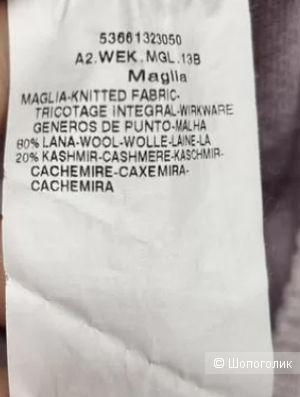 53661323050
A2.WEK.MGL.13B
Maglia
MAGLIA-KNITTED FABRIC-
TRICOTAGE INTEGRAL-WIRKWARE
GENEROS DE PUNTO-MALHA
80% LANA-WOOL-WOLLE-LAINE-LA
20% KASHMIR-CASHMERE-KASCHMIR-
CACHEMIRE-CAXEMIRA-
CACHEMIRA
© Шопоголик